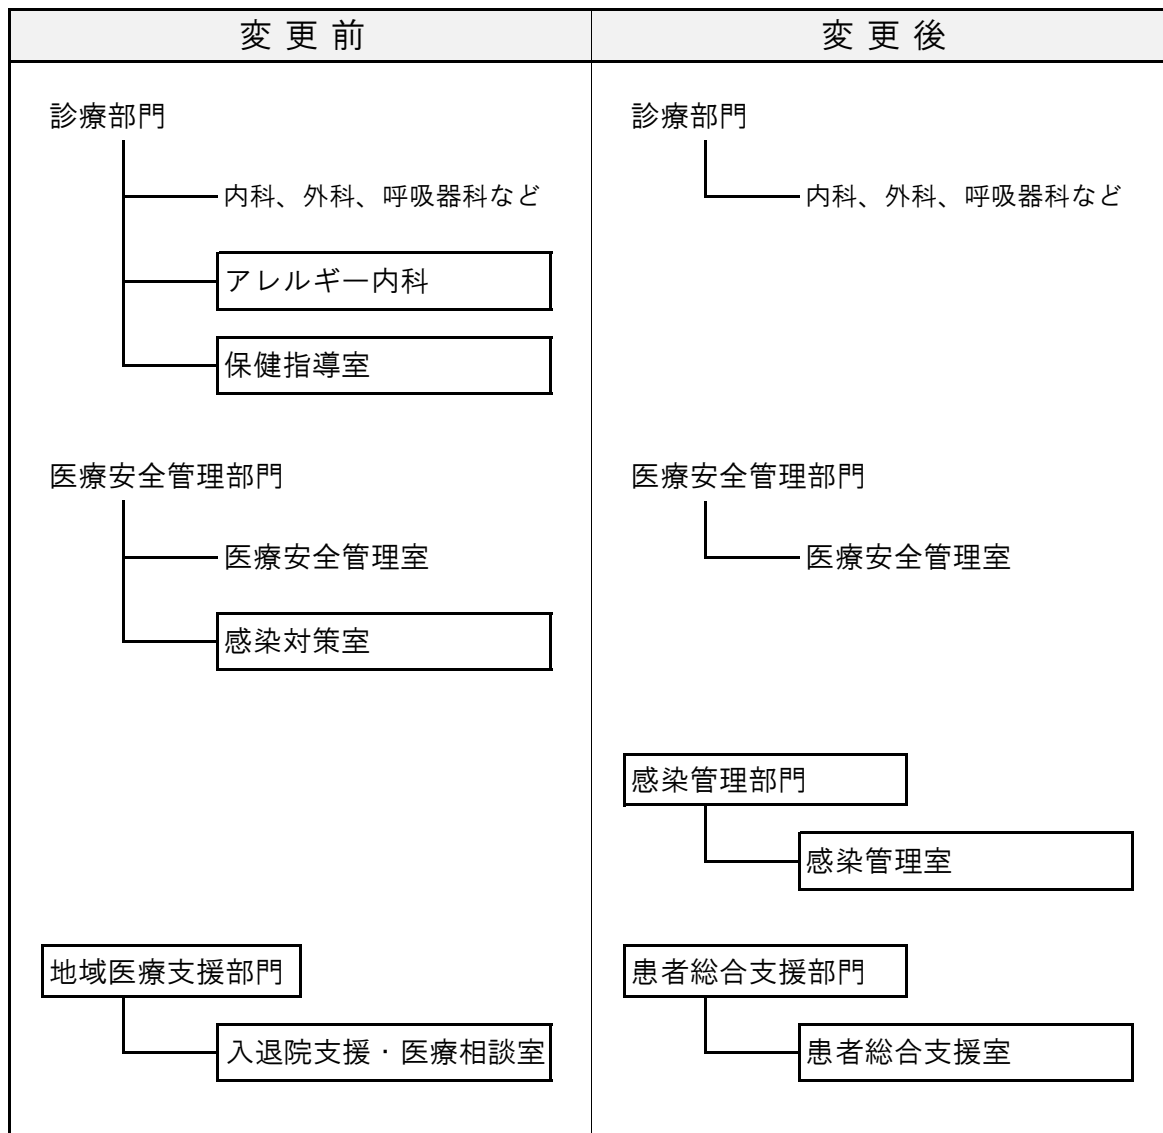 変更前
変更後
診療部門
内科、外科、呼吸器科など
アレルギー内科
保健指導室
医療安全管理部門
医療安全管理室
感染対策室
地域医療支援部門
入退院支援・医療相談室
診療部門
内科、外科、呼吸器科など
医療安全管理部門
医療安全管理室
感染管理部門
感染管理室
患者総合支援部門
患者総合支援室